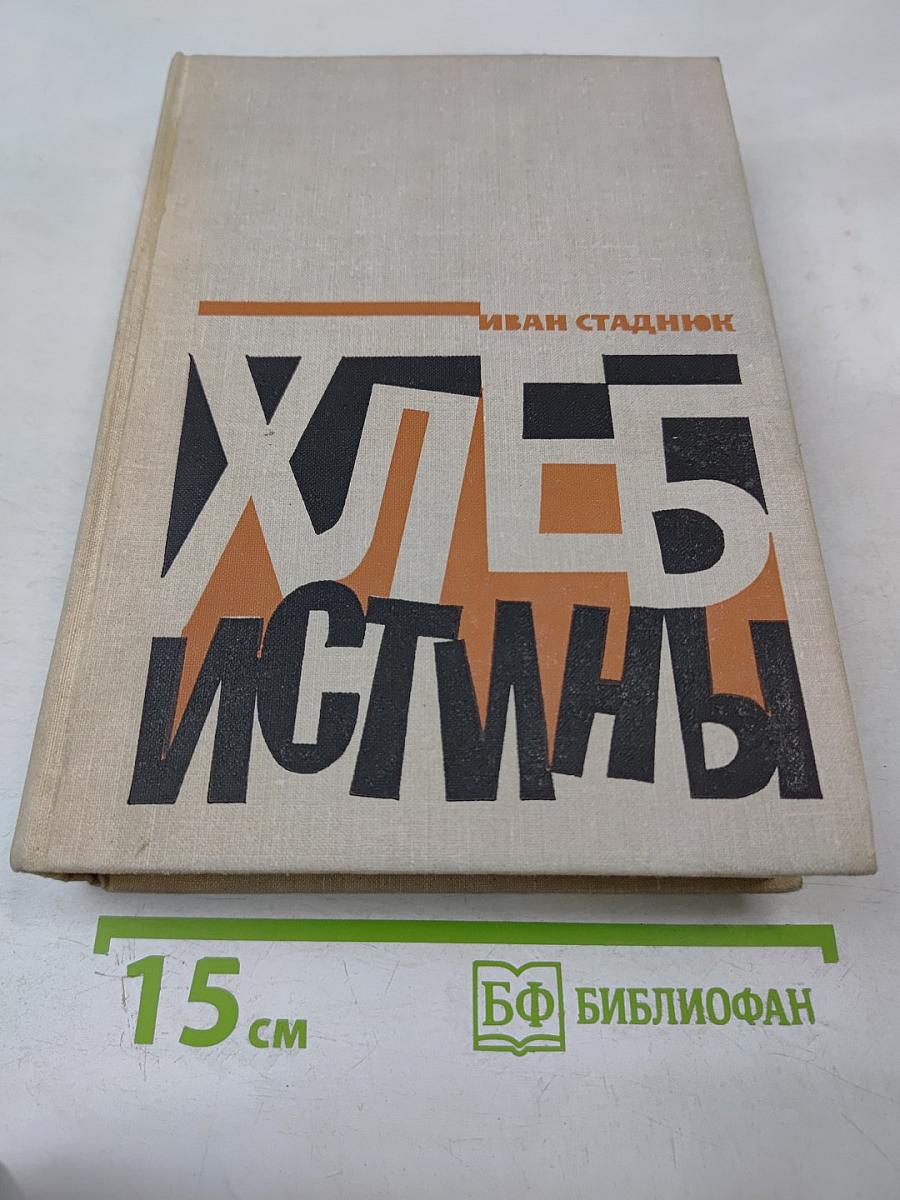 ИВАН СТАДНЮК
ХЛЕБ
ИСТИНЫ
15 см
БФ БИБЛИОФАН